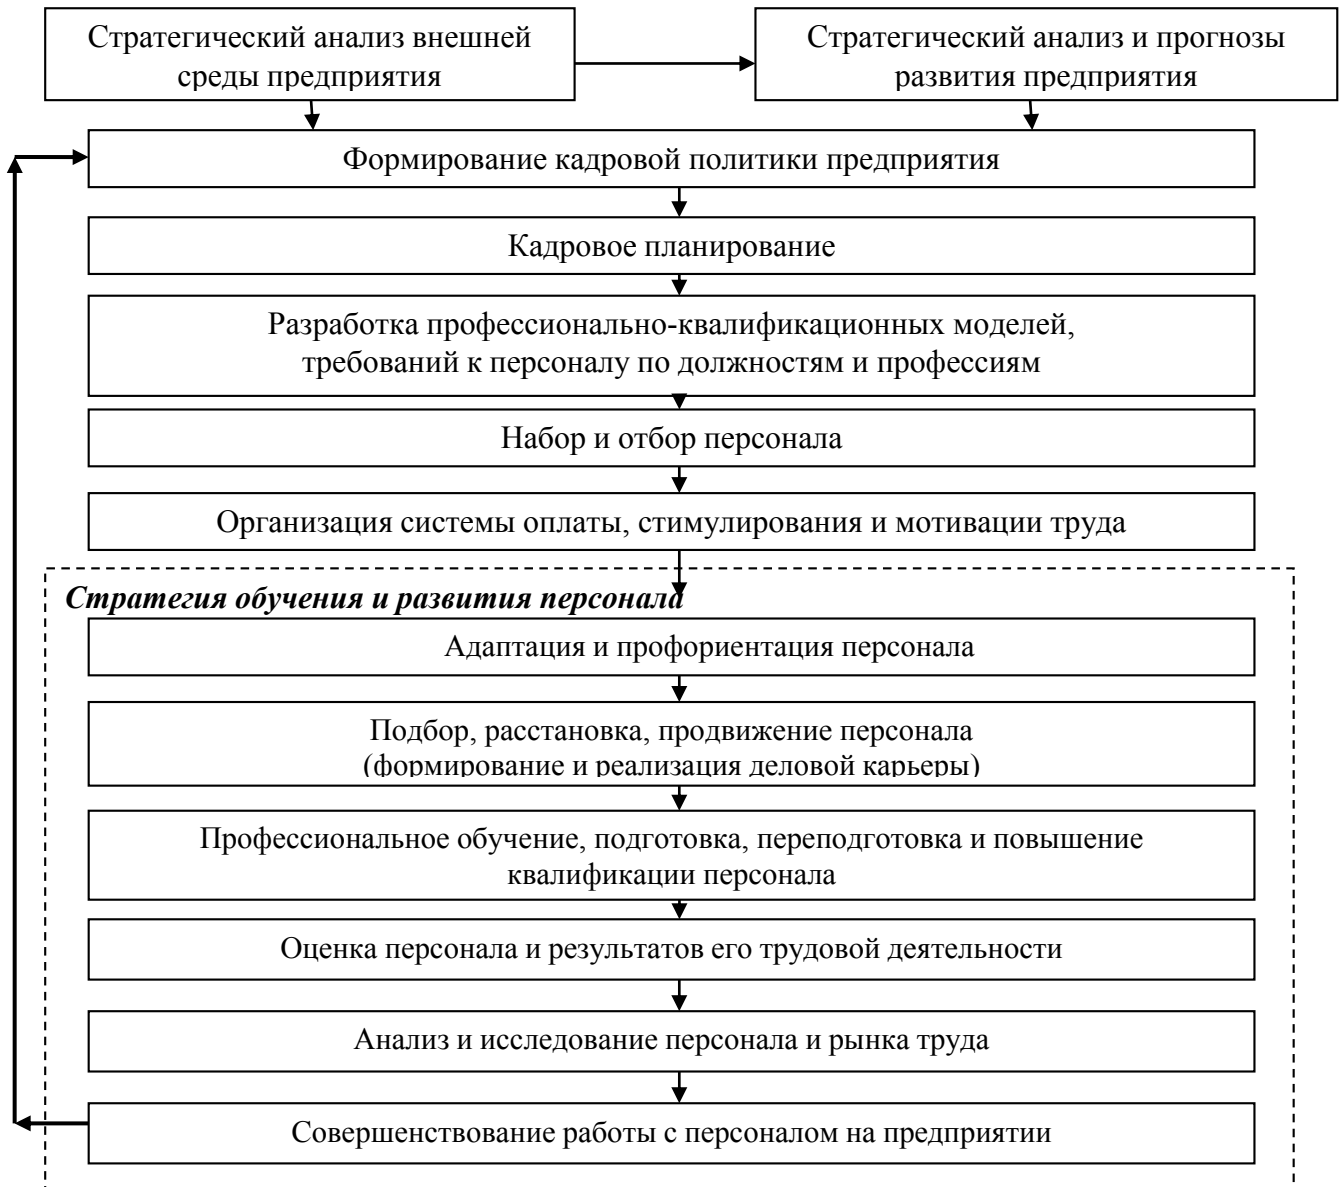 Стратегический анализ внешней
среды предприятия
Стратегический анализ и прогнозы
развития предприятия
Формирование кадровой политики предприятия
Кадровое планирование
Разработка профессионально-квалификационных моделей,
требований к персоналу по должностям и профессиям
Набор и отбор персонала
Организация системы оплаты, стимулирования и мотивации труда
Стратегия обучения и развития персонала
Адаптация и профориентация персонала
Подбор, расстановка, продвижение персонала
(формирование и реализация деловой карьеры)
Профессиональное обучение, подготовка, переподготовка и повышение
квалификации персонала
Оценка персонала и результатов его трудовой деятельности
Анализ и исследование персонала и рынка труда
Совершенствование работы с персоналом на предприятии